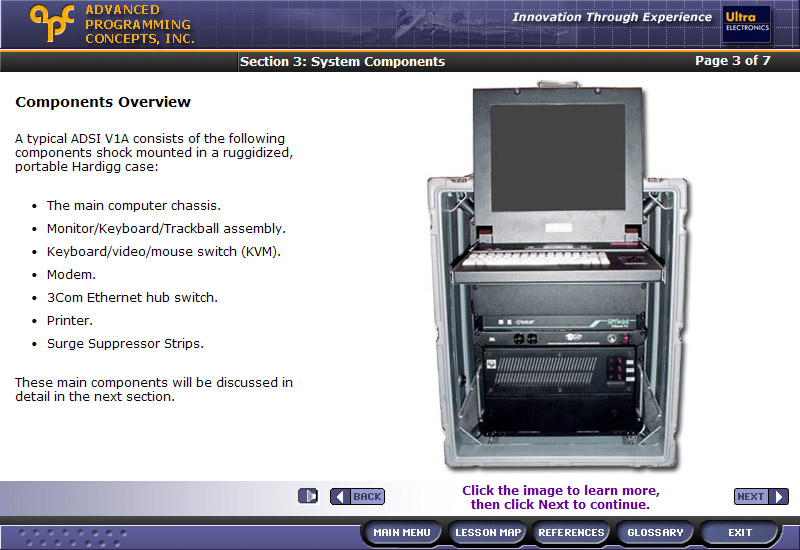 apc
ADVANCED
PROGRAMMING
CONCEPTS, INC.
Innovation Through Experience
Ultra
ELECTRONICS
Section 3: System Components
Page 3 of 7
Components Overview
A typical ADSI V1A consists of the following
components shock mounted in a ruggidized,
portable Hardigg case:
• The main computer chassis.
• Monitor/Keyboard/Trackball assembly.
• Keyboard/video/mouse switch (KVM).
• Modem.
• 3Com Ethernet hub switch.
• Printer.
• Surge Suppressor Strips.
These main components will be discussed in
detail in the next section.
BACK
Click the image to learn more,
then click Next to continue.
NEXT
MAIN MENU
LESSON MAP
REFERENCES
GLOSSARY
EXIT